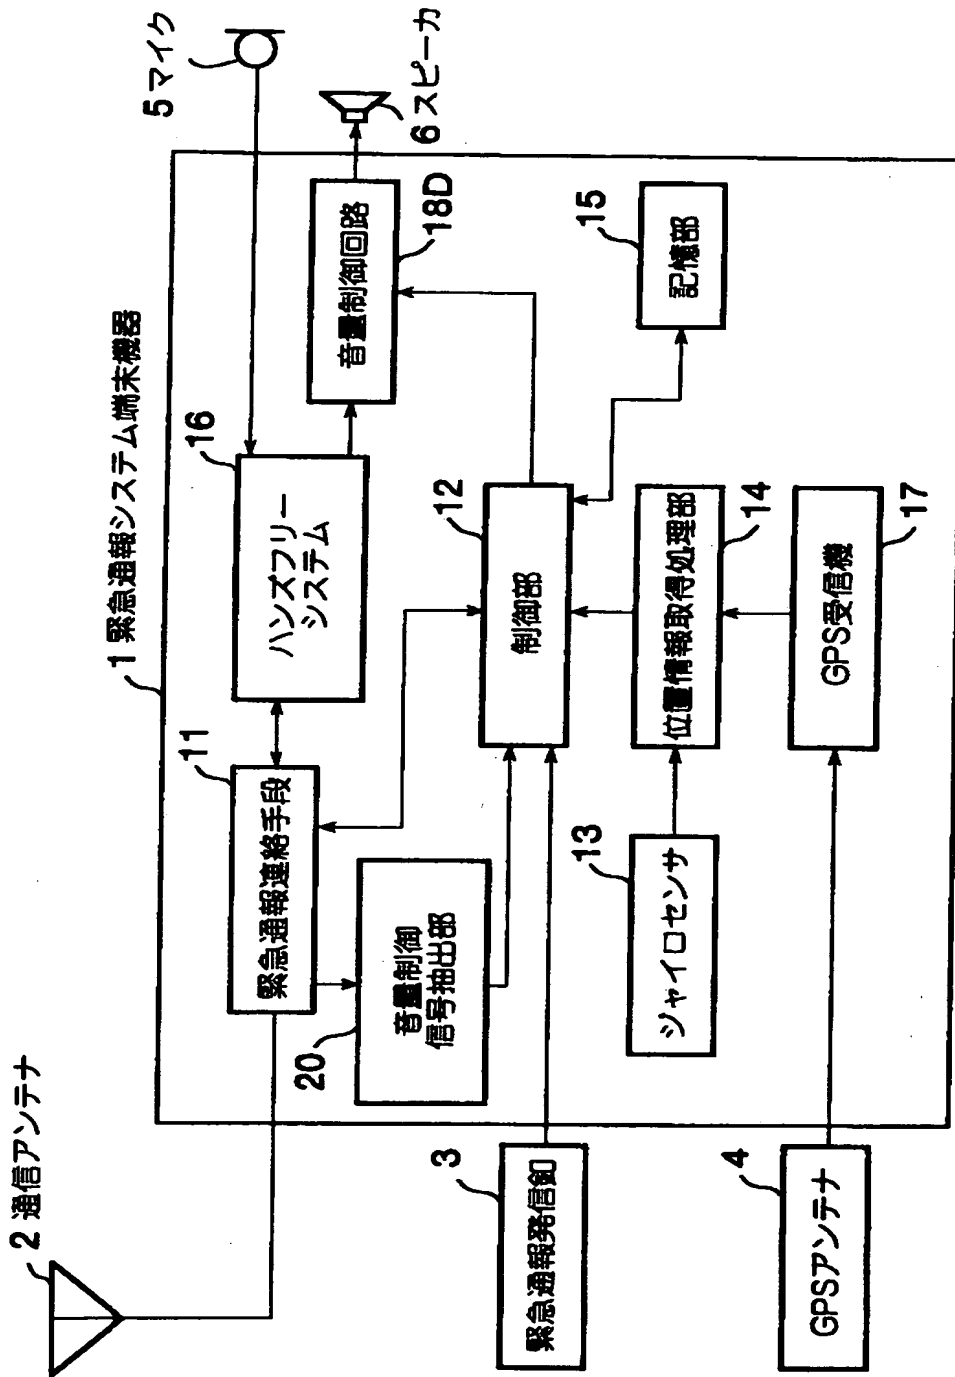 2 通信アンテナ
1 緊急通報システム端末機器
5 マイク
6 スピーカ
11
緊急通報連絡手段
16
ハンズフリー
システム
音量制御回路
18D
20
音量制御
信号抽出部
12
制御部
15
記憶部
3
緊急通報発信釦
13
ジャイロセンサ
位置情報取得処理部
14
4
GPSアンテナ
GPS受信機
17